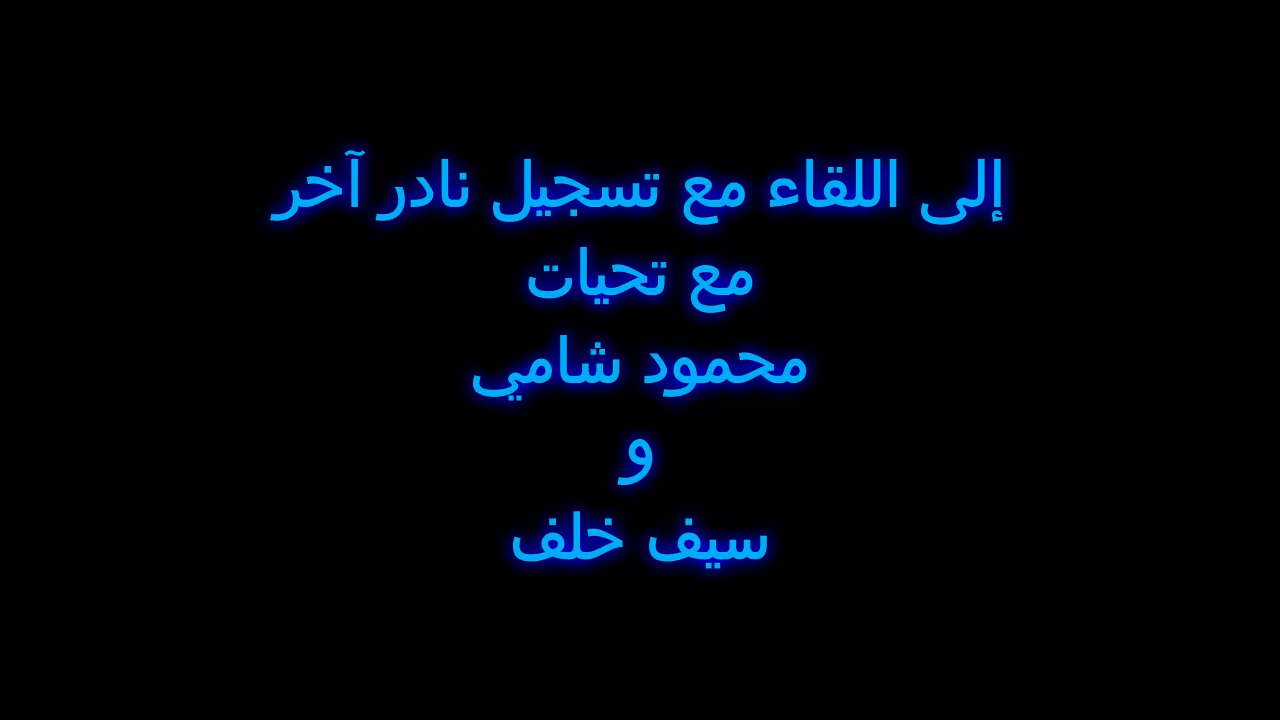 إلى اللقاء مع تسجيل نادر آخر
مع تحيات
محمود شامي
و
سيف خلف